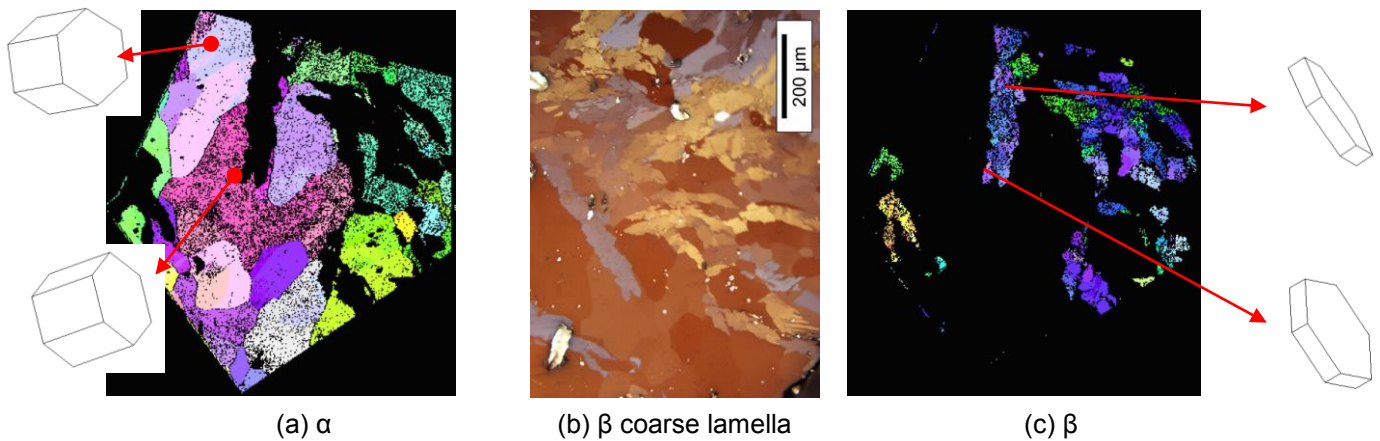 200 µm
(a) α
(b) β coarse lamella
(c) β